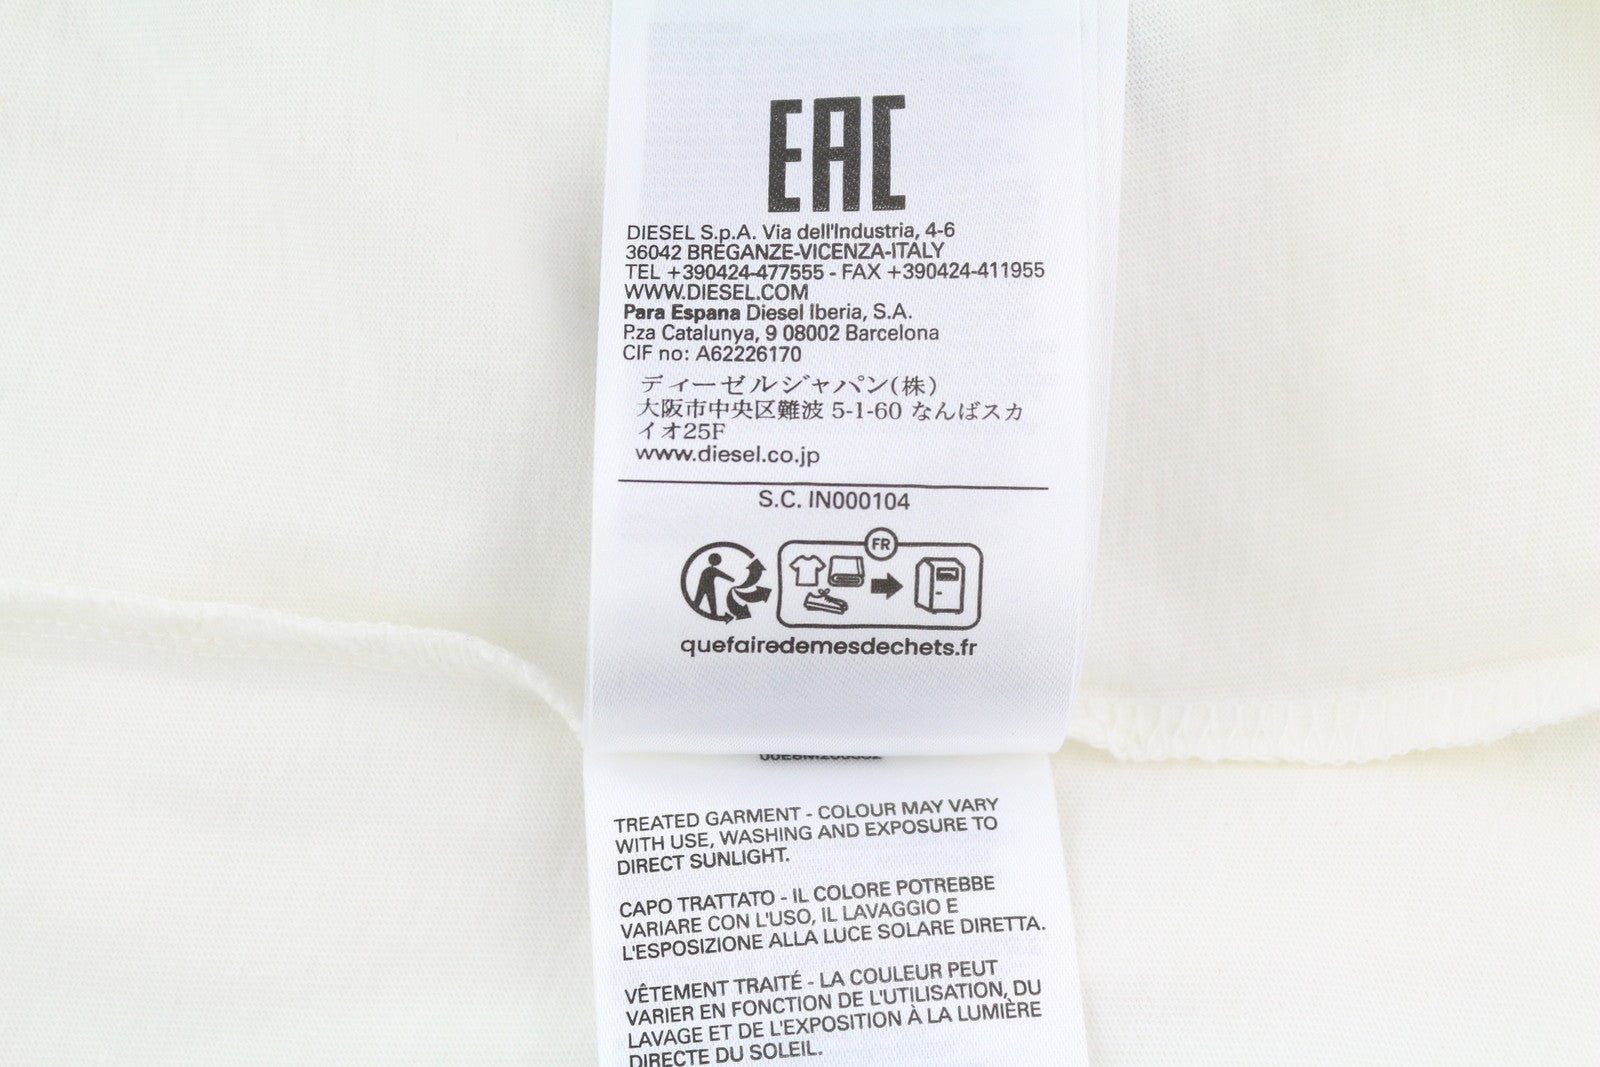 EAC
DIESEL S.p.A. Via dell'Industria, 4-6
36042 BREGANZE-VICENZA-ITALY
TEL +390424-477555 - FAX +390424-411955
WWW.DIESEL.COM
Para Espana Diesel Iberia, S.A.
P.za Catalunya, 9 08002 Barcelona
CIF no: A62226170
ディーゼルジャパン(株)
大阪市中央区難波 5-1-60 なんばスカ
イオ25F
www.diesel.co.jp
S.C. IN000104
FR
quefairedemesdechets.fr
TREATED GARMENT - COLOUR MAY VARY
WITH USE, WASHING AND EXPOSURE TO
DIRECT SUNLIGHT.
CAPO TRATTATO - IL COLORE POTREBBE
VARIARE CON L'USO, IL LAVAGGIO E
L'ESPOSIZIONE ALLA LUCE SOLARE DIRETTA.
VÊTEMENT TRAITÉ - LA COULEUR PEUT
VARIER EN FONCTION DE L'UTILISATION, DU
LAVAGE ET DE L'EXPOSITION À LA LUMIÈRE
DIRECTE DU SOLEIL.